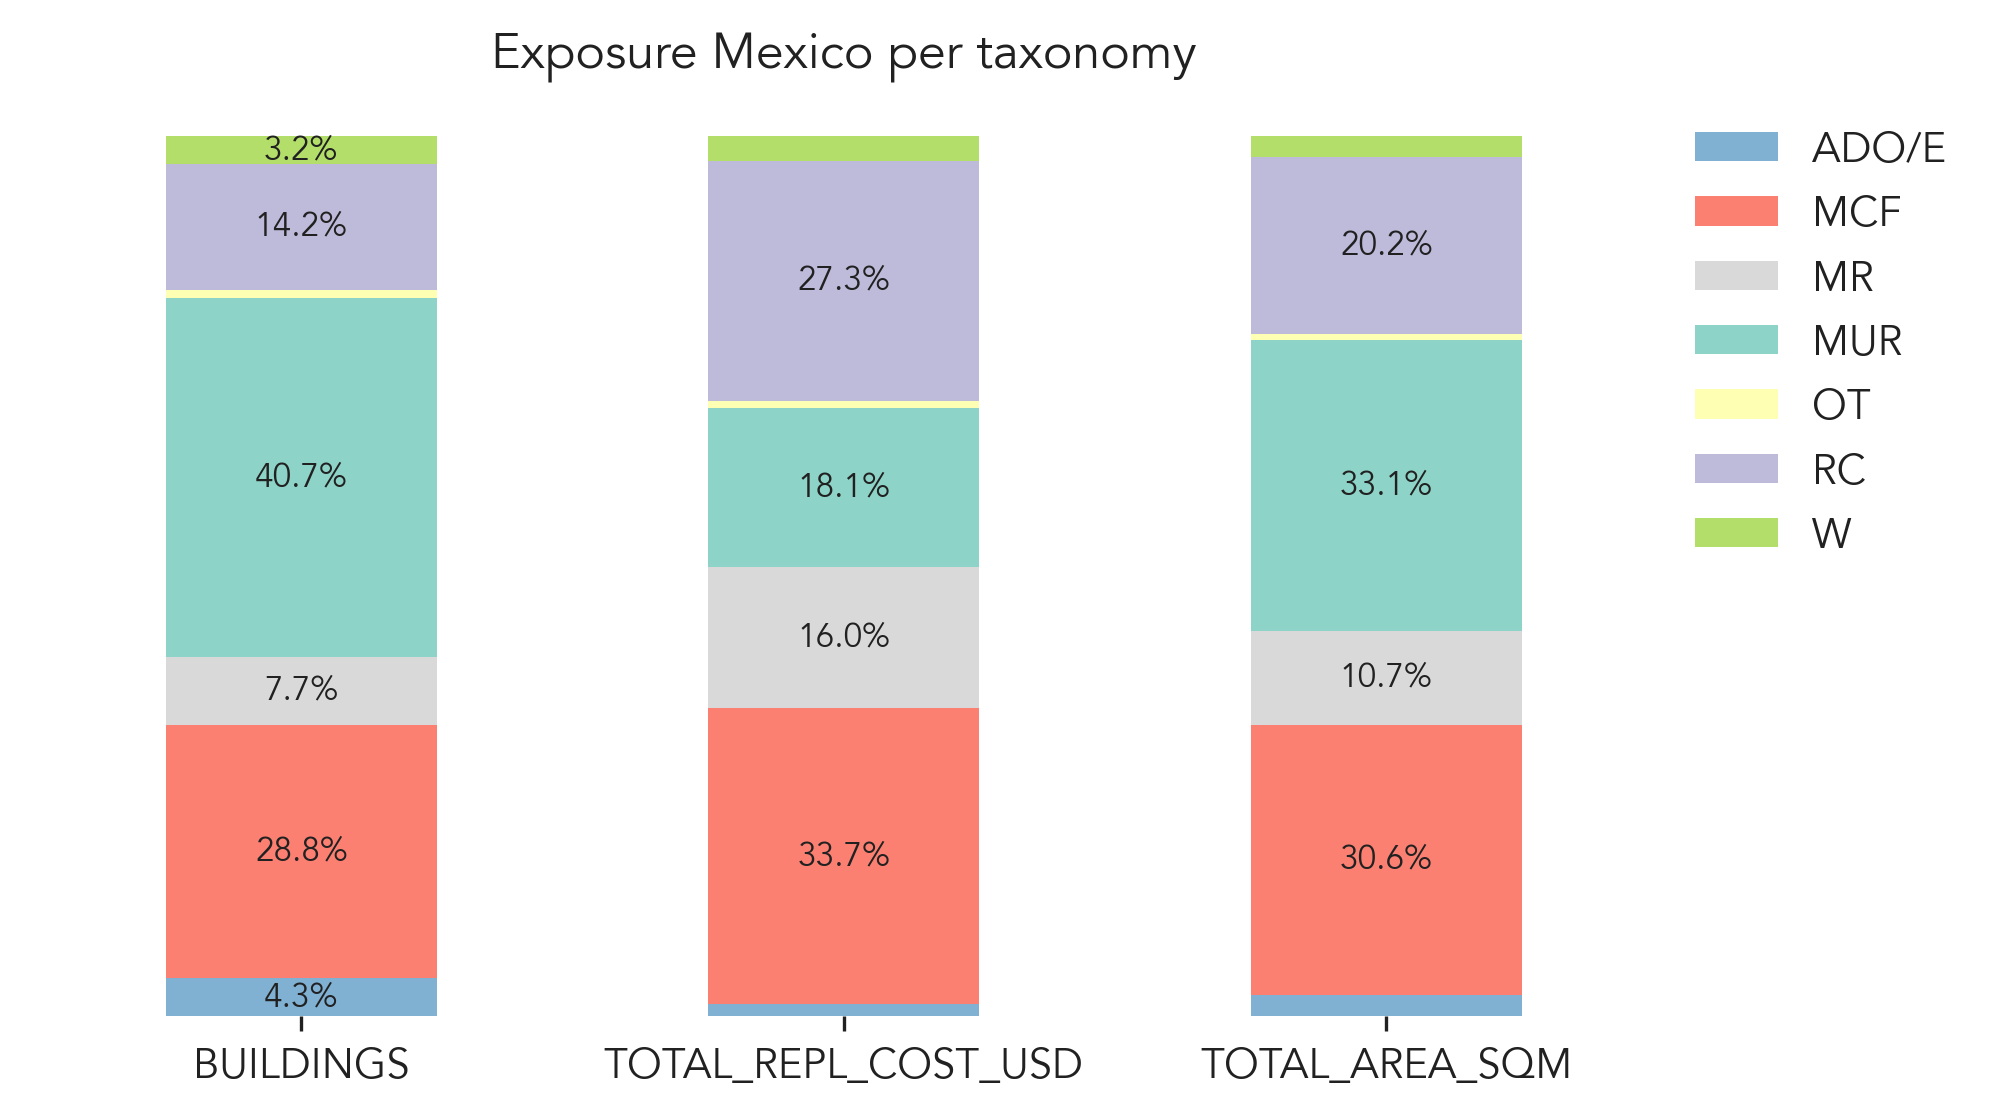 Exposure Mexico per taxonomy
3.2%
14.2%
40.7%
7.7%
28.8%
4.3%
27.3%
18.1%
16.0%
33.7%
20.2%
33.1%
10.7%
30.6%
BUILDINGS
TOTAL_REPL_COST_USD
TOTAL_AREA_SQM
ADO/E
MCF
MR
MUR
OT
RC
W